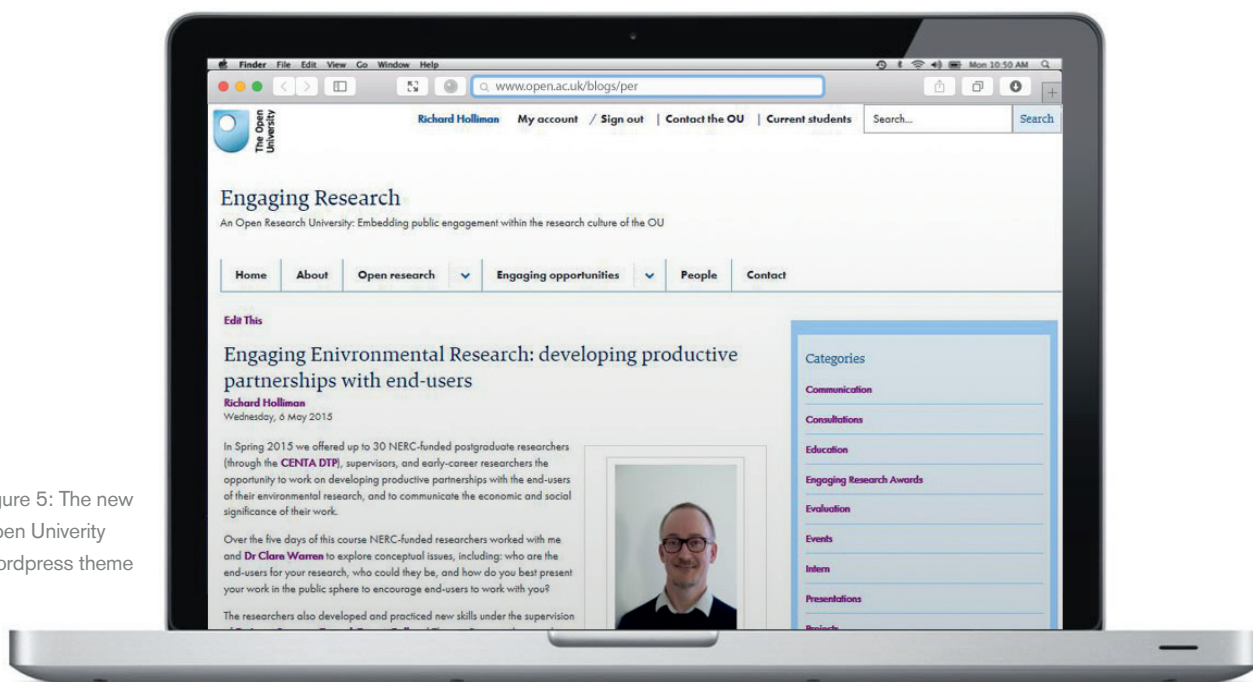 Finder File Edit View Go Window Help Mon 10:50 AM
www.open.ac.uk/blogs/per
The Open
University
Richard Holliman My account / Sign out | Contact the OU | Current students Search... Search
Engaging Research
An Open Research University: Embedding public engagement within the research culture of the OU
Home About Open research Engaging opportunities People Contact
Edit This
Engaging Enivronmental Research: developing productive
partnerships with end-users
Richard Holliman
Wednesday, 6 May 2015
In Spring 2015 we offered up to 30 NERC-funded postgraduate researchers
(through the CENTA DTP), supervisors, and early-career researchers the
opportunity to work on developing productive partnerships with the end-users
of their environmental research, and to communicate the economic and social
significance of their work.
Over the five days of this course NERC-funded researchers worked with me
and Dr Clare Warren to explore conceptual issues, including: who are the
end-users for your research, who could they be, and how do you best present
your work in the public sphere to encourage end-users to work with you?
The researchers also developed and practiced new skills under the supervision
Categories
Communication
Consultations
Education
Engaging Research Awards
Evaluation
Events
Intern
Presentations
Projects
gure 5: The new
pen Univerity
ordpress theme